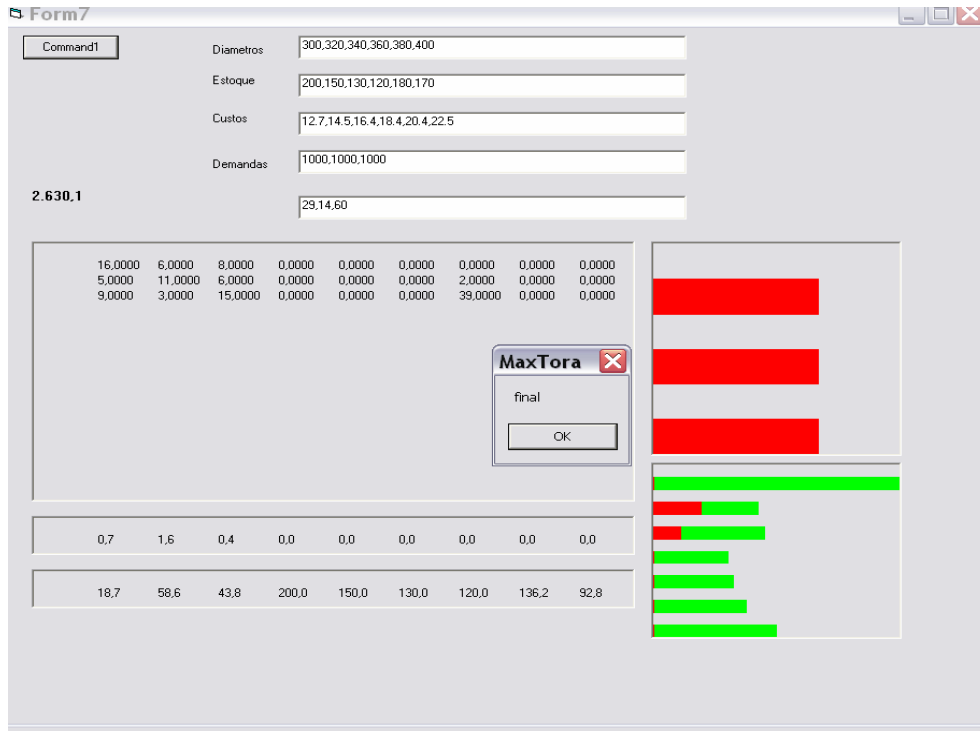 Form7
Command1
Diametros 300,320,340,360,380,400
Estoque 200,150,130,120,180,170
Custos 12.7,14.5,16.4,18.4,20.4,22.5
Demandas 1000,1000,1000
2.630,1
29,14,60
16,0000 6,0000 8,0000 0,0000 0,0000 0,0000 0,0000 0,0000 0,0000
5,0000 11,0000 6,0000 0,0000 0,0000 0,0000 2,0000 0,0000 0,0000
9,0000 3,0000 15,0000 0,0000 0,0000 0,0000 39,0000 0,0000 0,0000
MaxTora
final
OK
0,7 1,6 0,4 0,0 0,0 0,0 0,0 0,0 0,0
18,7 58,6 43,8 200,0 150,0 130,0 120,0 136,2 92,8